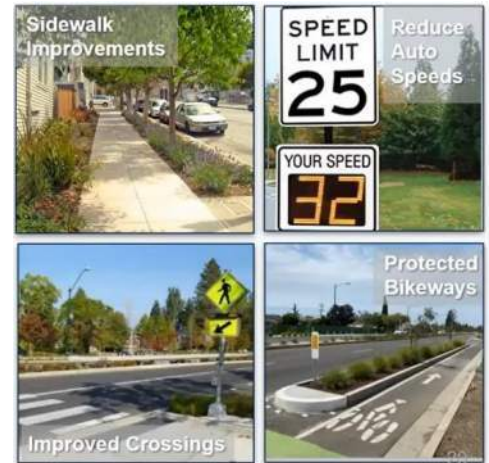 Sidewalk
Improvements
SPEED
LIMIT
25
YOUR SPEED
32
Reduce
Auto
Speeds
Improved Crossings
Protected
Bikeways